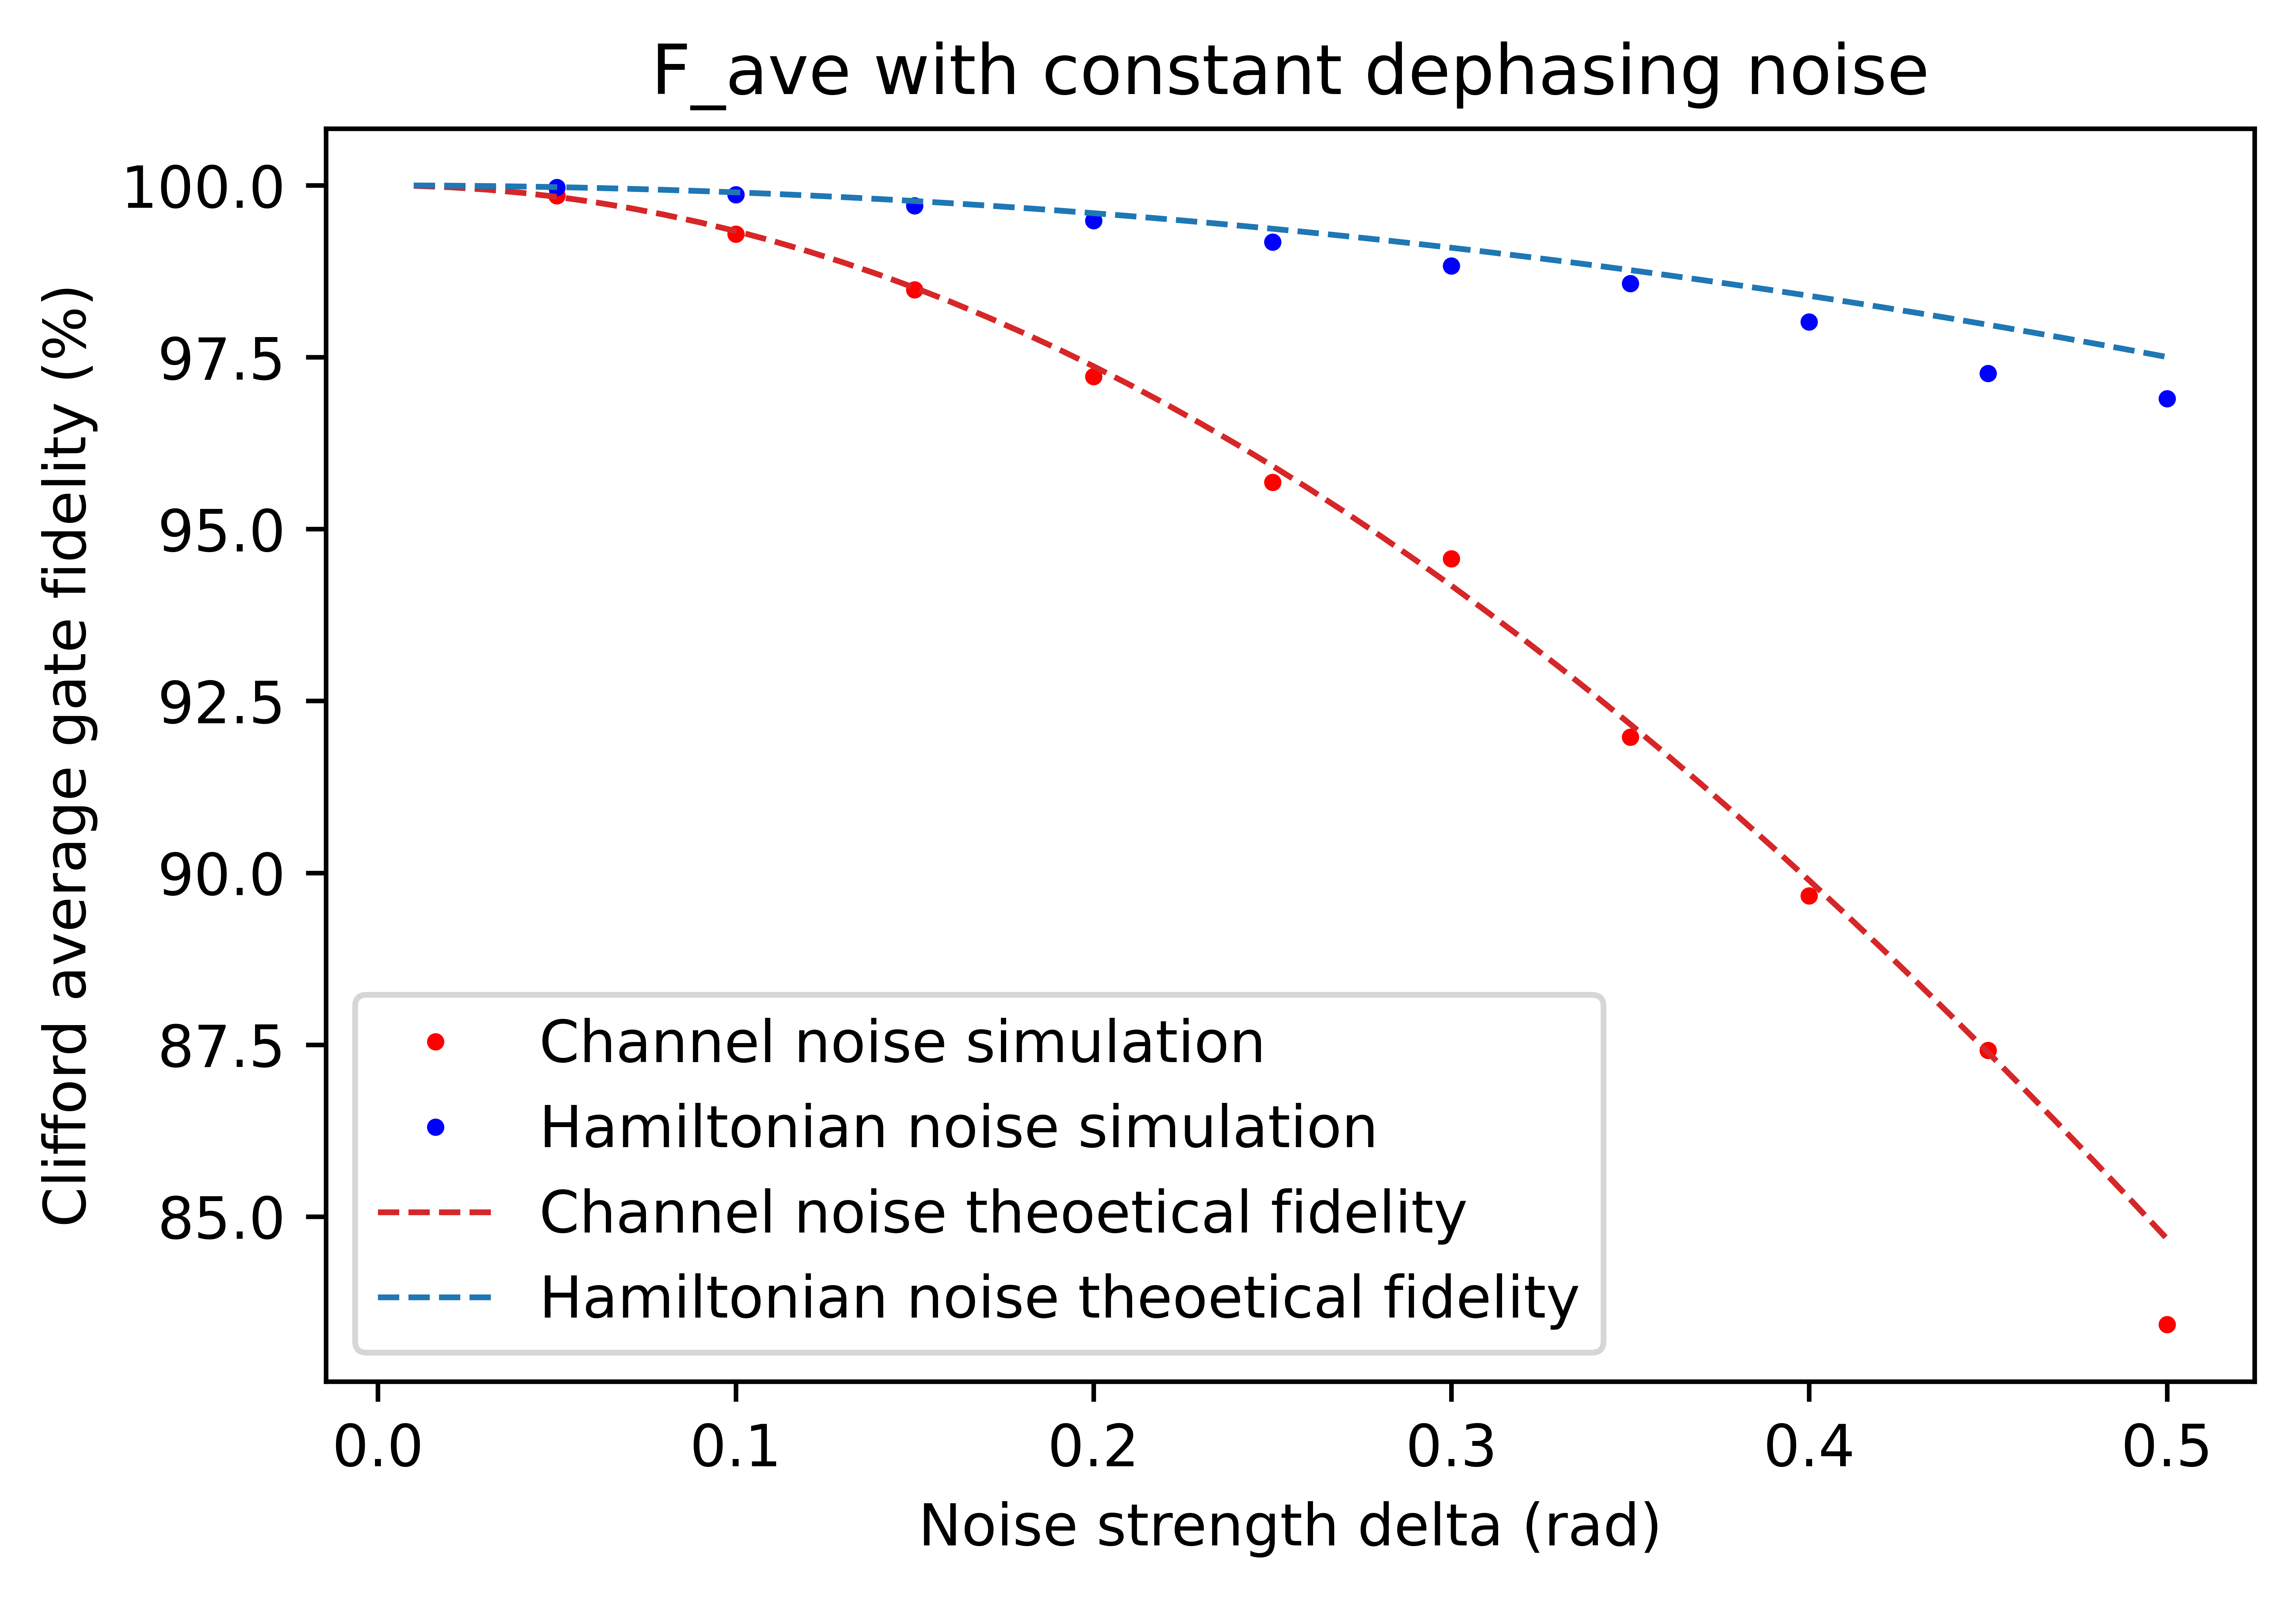 F_ave with constant dephasing noise
Clifford average gate fidelity (%)
100.0
97.5
95.0
92.5
90.0
87.5
85.0
Channel noise simulation
Hamiltonian noise simulation
Channel noise theoetical fidelity
Hamiltonian noise theoetical fidelity
0.0 0.1 0.2 0.3 0.4 0.5
Noise strength delta (rad)